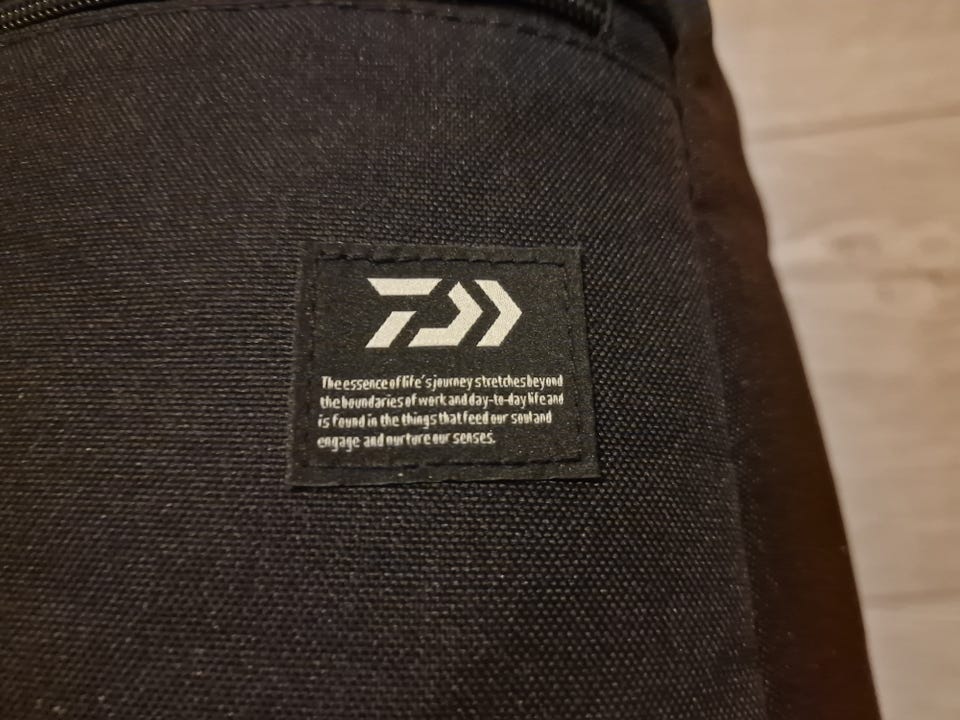 The essence of life's journey stretches beyond
the boundaries of work and day-to-day life and
is found in the things that feed our soul and
engage and nurture our senses.